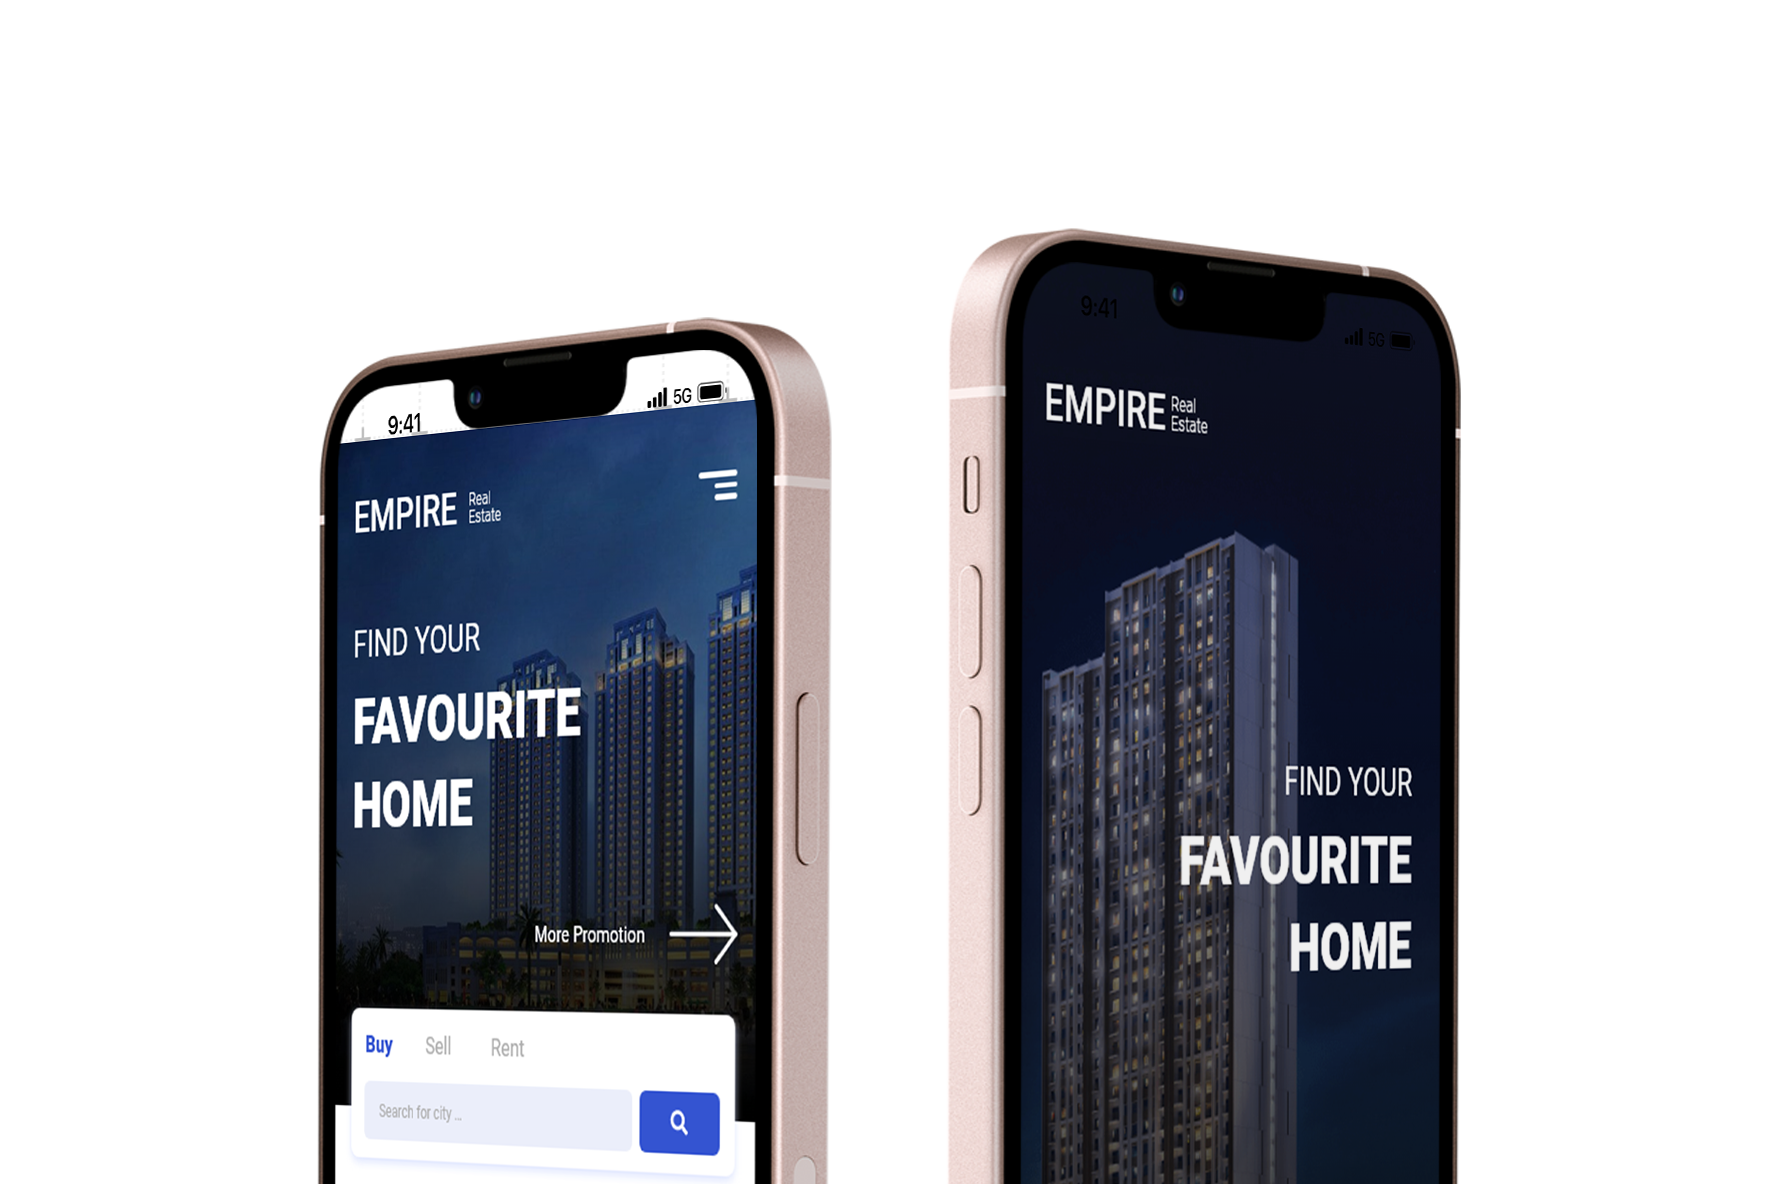 9:41
5G
EMPIRE Real
Estate
FIND YOUR
FAVOURITE
HOME
More Promotion
Buy Sell Rent
Search for city ...
9:41
5G
EMPIRE Real
Estate
FIND YOUR
FAVOURITE
HOME